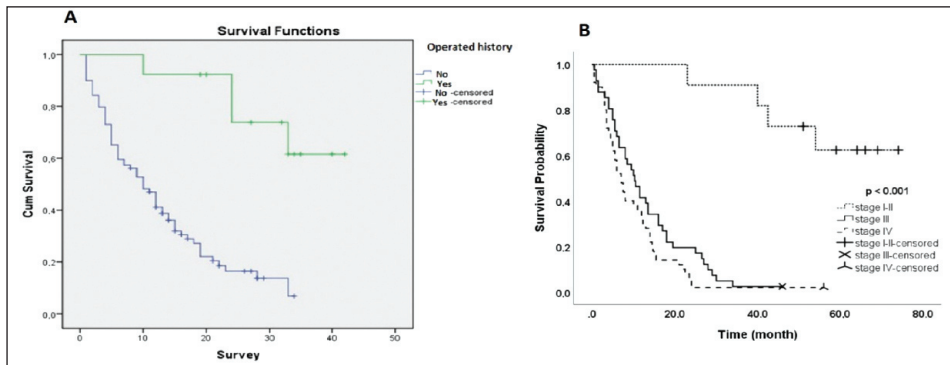 A
Survival Functions
Operated history
No
Yes
No -censored
Yes -censored
1,0
0,8
0,6
0,4
0,2
0,0
Cum Survival
0 10 20 30 40 50
Survey
B
1.0
0.8
0.6
0.4
0.2
0.0
Survival Probability
p < 0.001
stage I-II
stage III
stage IV
stage I-II-censored
stage III-censored
stage IV-censored
.0 20.0 40.0 60.0 80.0
Time (month)